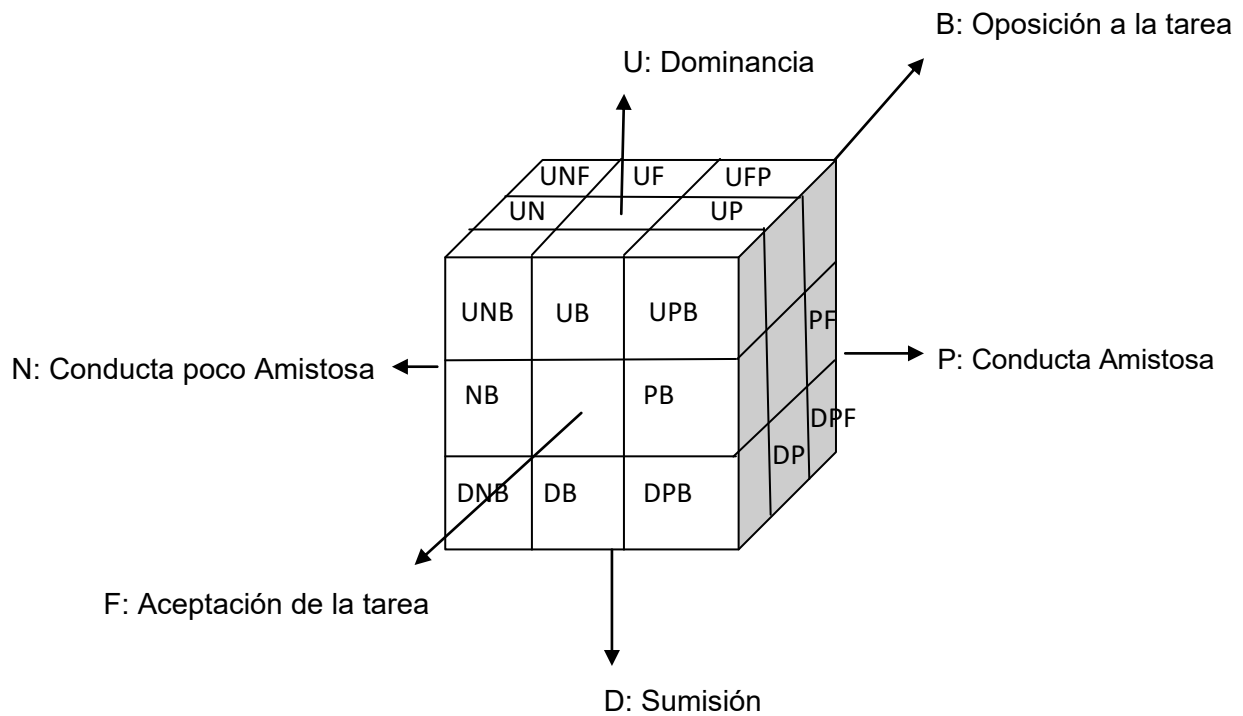 B: Oposición a la tarea
U: Dominancia
UNF UF UFP
UN UP
UNB UB UPB
PF
N: Conducta poco Amistosa
P: Conducta Amistosa
NB PB
DPF
DP
DNB DB DPB
F: Aceptación de la tarea
D: Sumisión